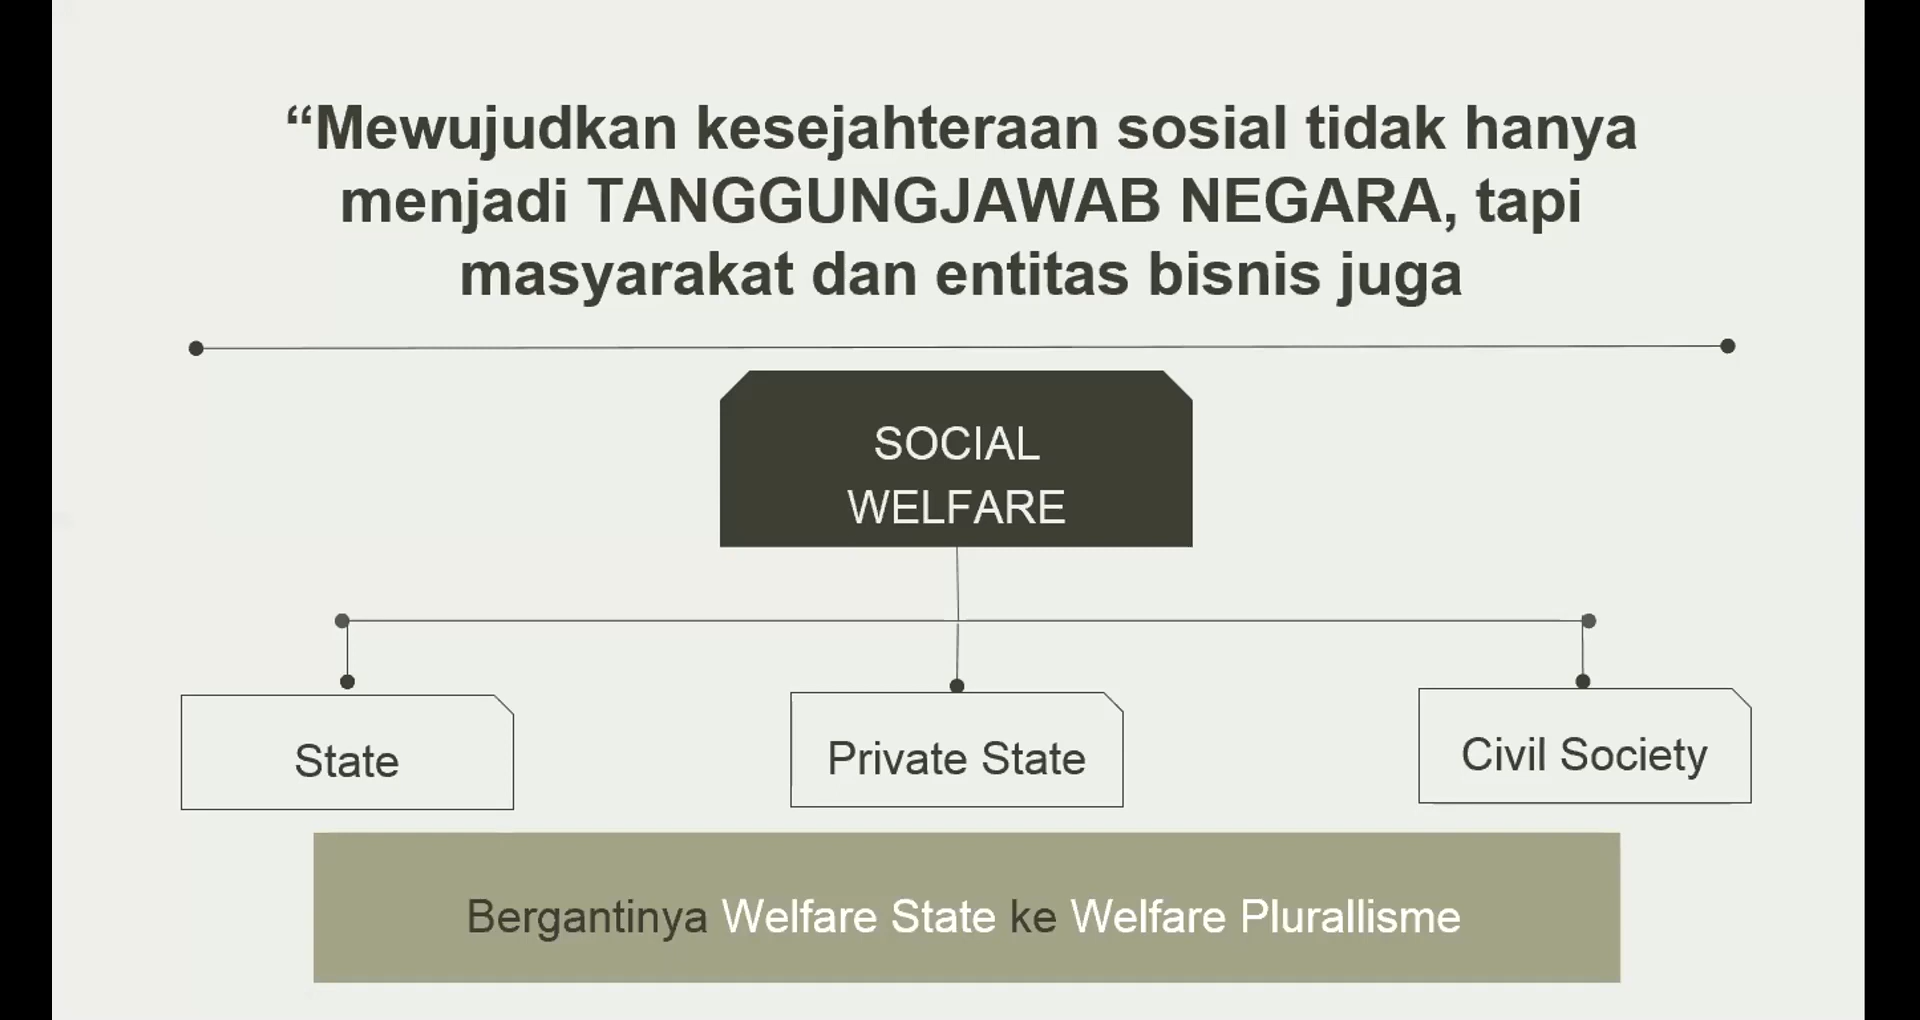 “Mewujudkan kesejahteraan sosial tidak hanya
menjadi TANGGUNGJAWAB NEGARA, tapi
masyarakat dan entitas bisnis juga
SOCIAL
WELFARE
State
Private State
Civil Society
Bergantinya Welfare State ke Welfare Plurallisme